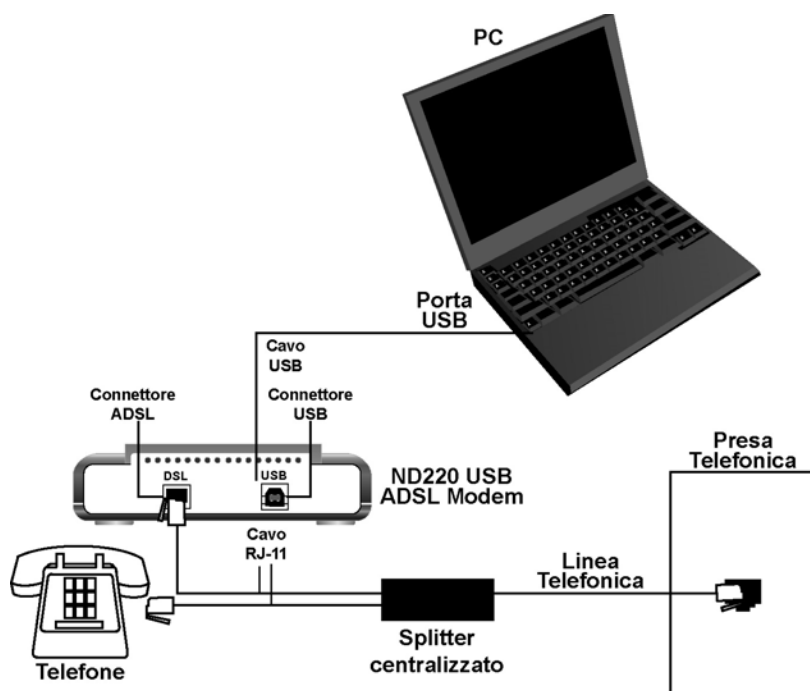 PC
Porta
USB
Cavo
USB
Connettore
ADSL
Connettore
USB
DSL
USB
ND220 USB
ADSL Modem
Presa
Telefonica
Cavo
RJ-11
Linea
Telefonica
Splitter
centralizzato
Telefone